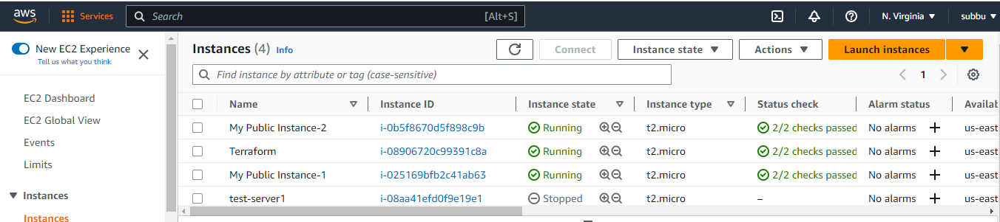 aws Services Search [Alt+S] N. Virginia subbu
New EC2 Experience
Tell us what you think
EC2 Dashboard
EC2 Global View
Events
Limits
Instances
Instances
Instances (4) Info Connect Instance state Actions Launch instances
Find instance by attribute or tag (case-sensitive) 1
Name Instance ID Instance state Instance type Status check Alarm status Availab
My Public Instance-2 i-0b5f8670d5f898c9b Running t2.micro 2/2 checks passed No alarms us-east
Terraform i-08906720c99391c8a Running t2.micro 2/2 checks passed No alarms us-east
My Public Instance-1 i-025169bfb2c41ab63 Running t2.micro 2/2 checks passed No alarms us-east
test-server1 i-08aa41efd0f9e19e1 Stopped t2.micro – No alarms us-east